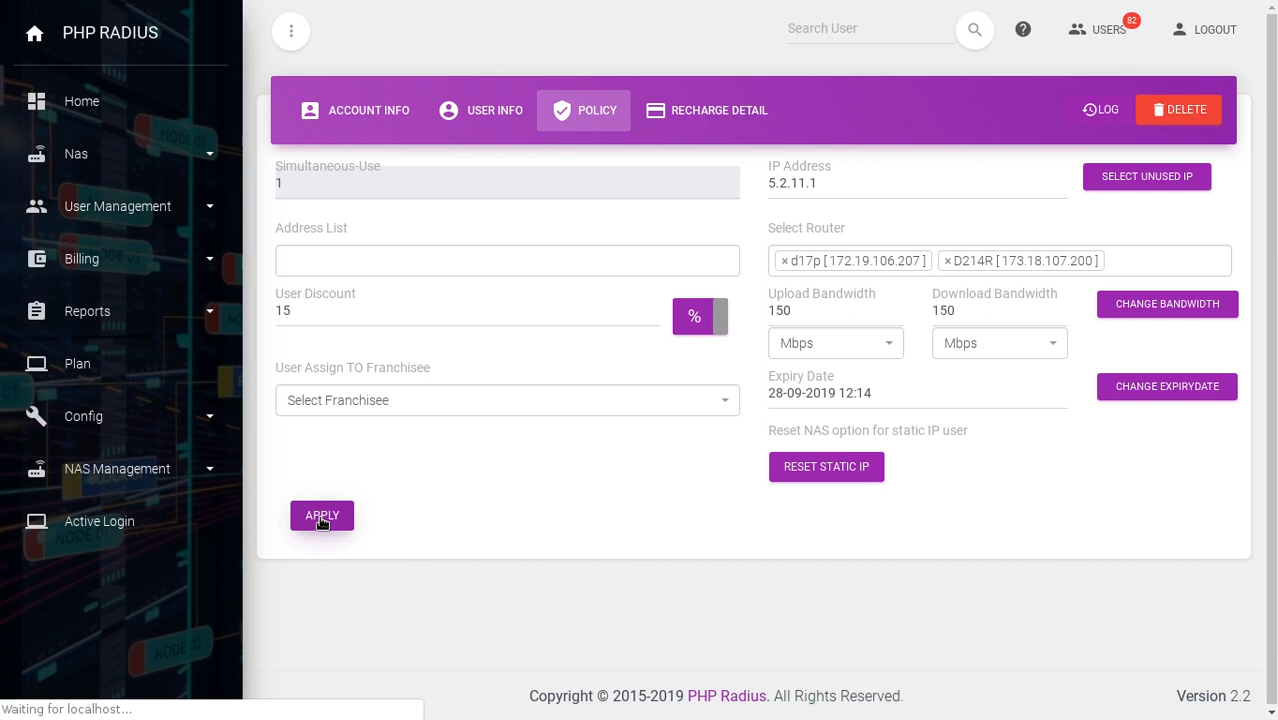 PHP RADIUS
Home
Nas
User Management
Billing
Reports
Plan
Config
NAS Management
Active Login
Search User
USERS 82
LOGOUT
ACCOUNT INFO
USER INFO
POLICY
RECHARGE DETAIL
LOG
DELETE
Simultaneous-Use
1
IP Address
5.2.11.1
SELECT UNUSED IP
Address List
Select Router
× d17p [ 172.19.106.207 ] × D214R [ 173.18.107.200 ]
User Discount
15
%
Upload Bandwidth
150
Mbps
Download Bandwidth
150
Mbps
CHANGE BANDWIDTH
User Assign TO Franchisee
Select Franchisee
Expiry Date
28-09-2019 12:14
CHANGE EXPIRYDATE
Reset NAS option for static IP user
RESET STATIC IP
APPLY
NODE 01
NODE 02
Copyright © 2015-2019 PHP Radius. All Rights Reserved.
Version 2.2
Waiting for localhost...